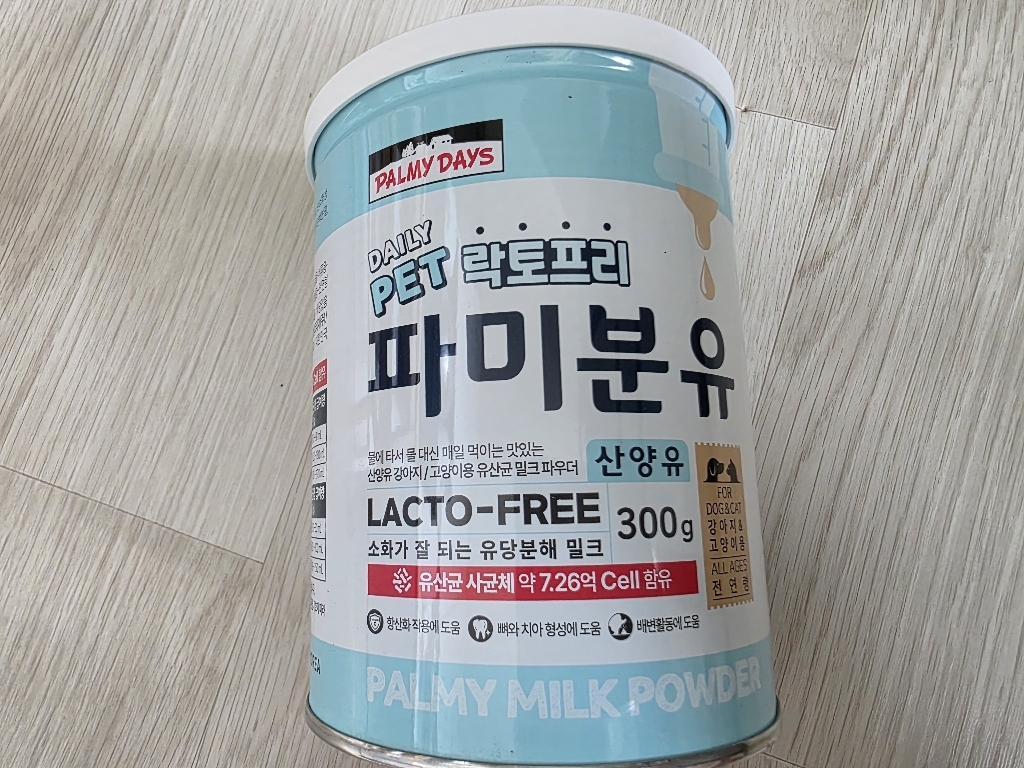 PALMY DAYS
DAILY
PET 락토프리
파미분유
물에 타서 물 대신 매일 먹이는 맛있는
산양유 강아지 / 고양이용 유산균 밀크 파우더
산양유
LACTO-FREE
소화가 잘 되는 유당분해 밀크
300g
유산균 사균체 약 7.26억 Cell 함유
FOR
DOG&CAT
강아지&
고양이용
ALL AGES
전 연령
항산화 작용에 도움
뼈와 치아 형성에 도움
배변활동에 도움
PALMY MILK POWDER